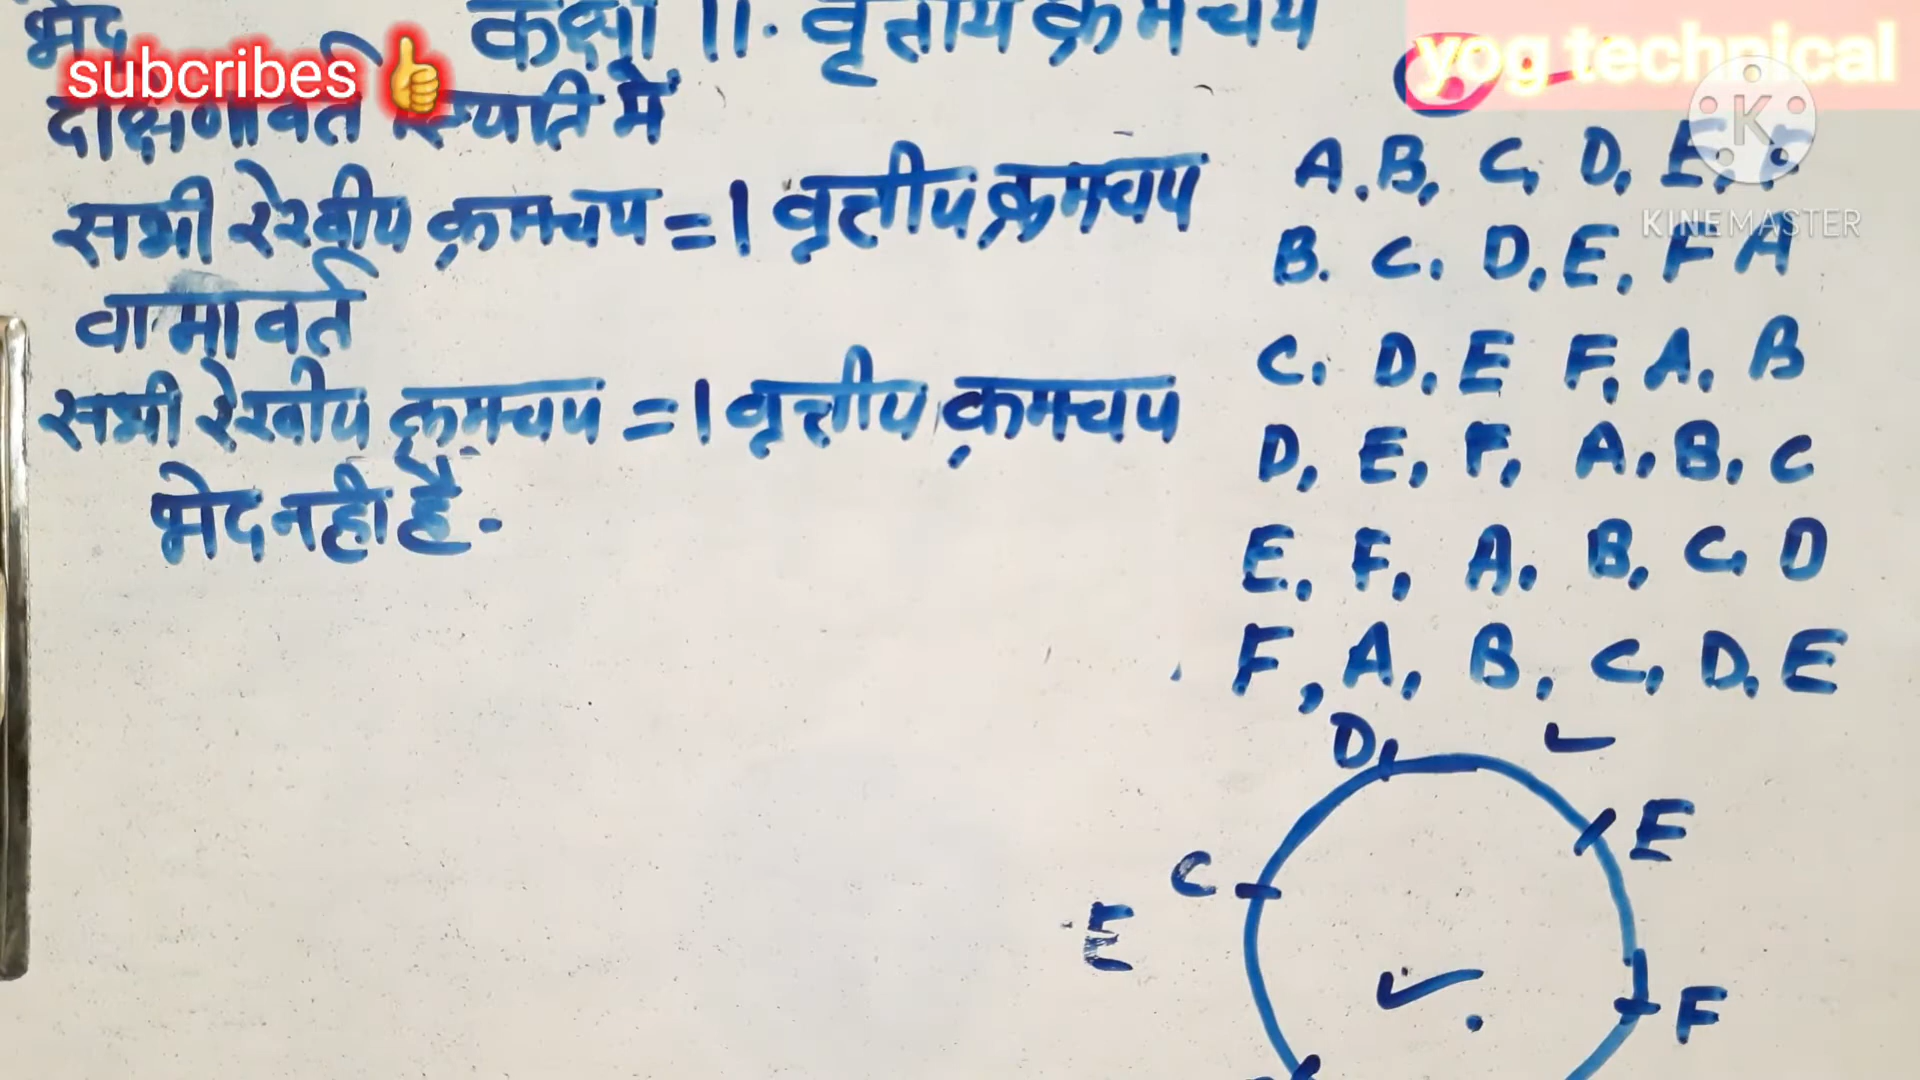 भेद कक्षा 11. वृत्तीय क्रमचय
subcribes
yog technical
दक्षिणावर्त स्थिति में
सभी रेखीय क्रमचय = 1 वृत्तीय क्रमचय
वामावर्त
सभी रेखीय क्रमचय = 1 वृत्तीय क्रमचय
भेद नही है.
K
KINEMASTER
A, B, C, D, E, F
B. C. D, E, F A
C. D, E F, A, B
D, E, F, A, B, C
E, F, A, B, C, D
F, A, B, C, D, E
D
E
C
E
F